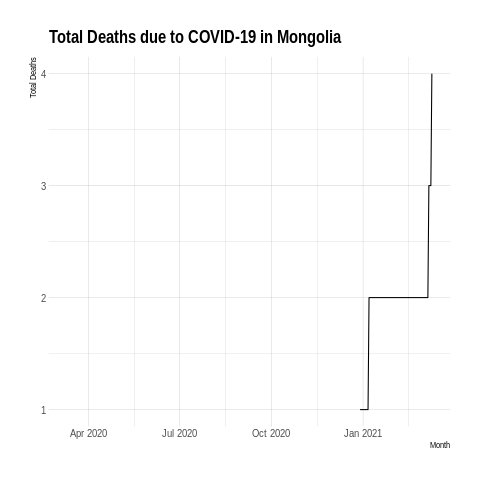 Total Deaths due to COVID-19 in Mongolia
Total Deaths
4
3
2
1
Apr 2020 Jul 2020 Oct 2020 Jan 2021
Month